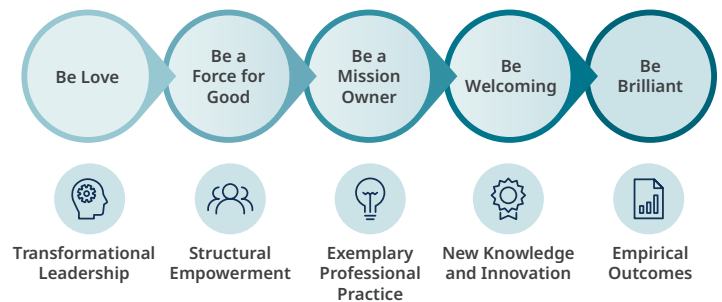 Be Love
Be a
Force for
Good
Be a
Mission
Owner
Be
Welcoming
Be
Brilliant
Transformational
Leadership
Structural
Empowerment
Exemplary
Professional
Practice
New Knowledge
and Innovation
Empirical
Outcomes